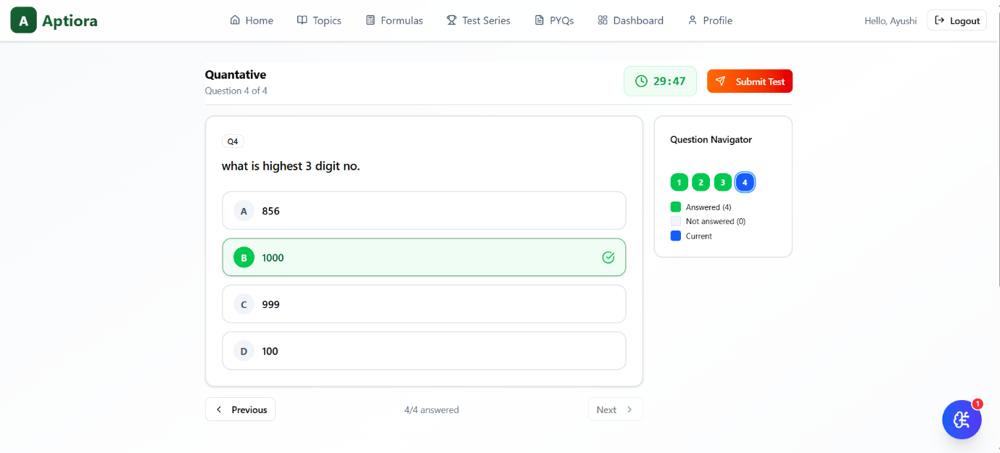 A Aptiora Home Topics Formulas Test Series PYQs Dashboard Profile Hello, Ayushi Logout
Quantative
Question 4 of 4
29:47 Submit Test
Q4
what is highest 3 digit no.
A 856
B 1000
C 999
D 100
Previous 4/4 answered Next
Question Navigator
1 2 3 4
Answered (4)
Not answered (0)
Current
1